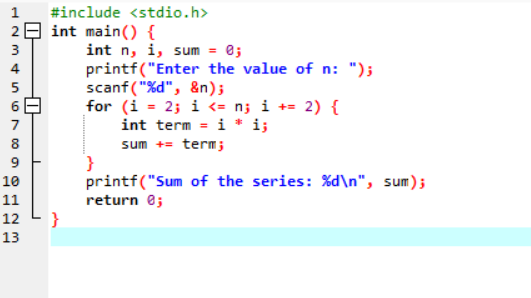 1 #include <stdio.h>
2 int main() {
3 int n, i, sum = 0;
4 printf("Enter the value of n: ");
5 scanf("%d", &n);
6 for (i = 2; i <= n; i += 2) {
7 int term = i * i;
8 sum += term;
9 }
10 printf("Sum of the series: %d\n", sum);
11 return 0;
12 }
13